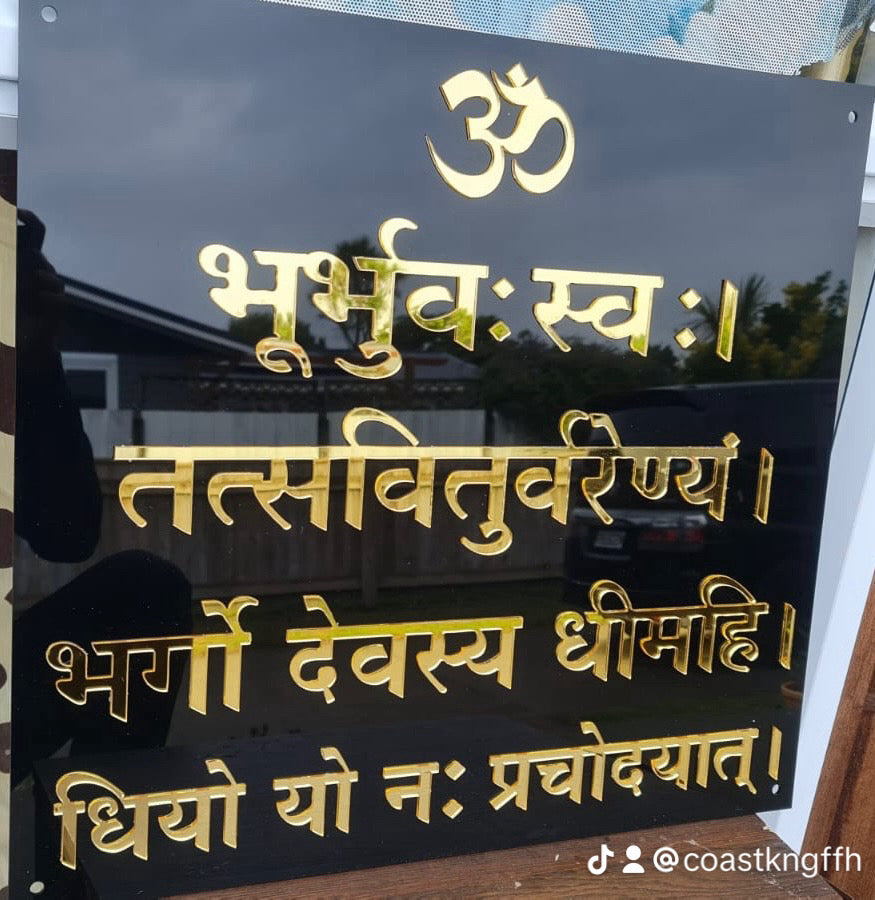 ॐ
भूर्भुवः स्वः।
तत्सवितुर्वरेण्यं।
भर्गो देवस्य धीमहि।
धियो यो नः प्रचोदयात्।
@coastkngffh